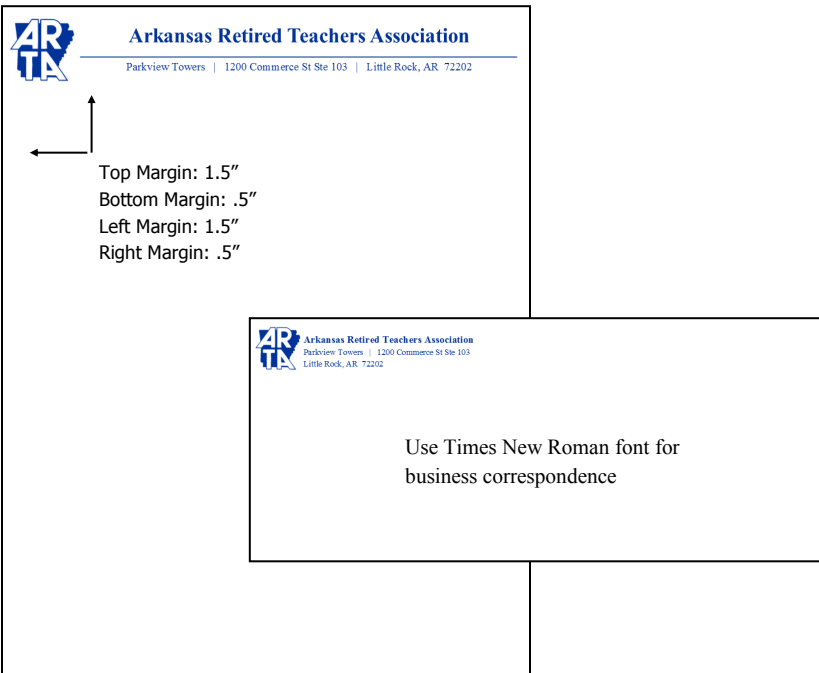 AR
TA
Arkansas Retired Teachers Association
Parkview Towers | 1200 Commerce St Ste 103 | Little Rock, AR 72202
Top Margin: 1.5″
Bottom Margin: .5″
Left Margin: 1.5″
Right Margin: .5″
AR
TA
Arkansas Retired Teachers Association
Parkview Towers | 1200 Commerce St Ste 103
Little Rock, AR 72202
Use Times New Roman font for
business correspondence